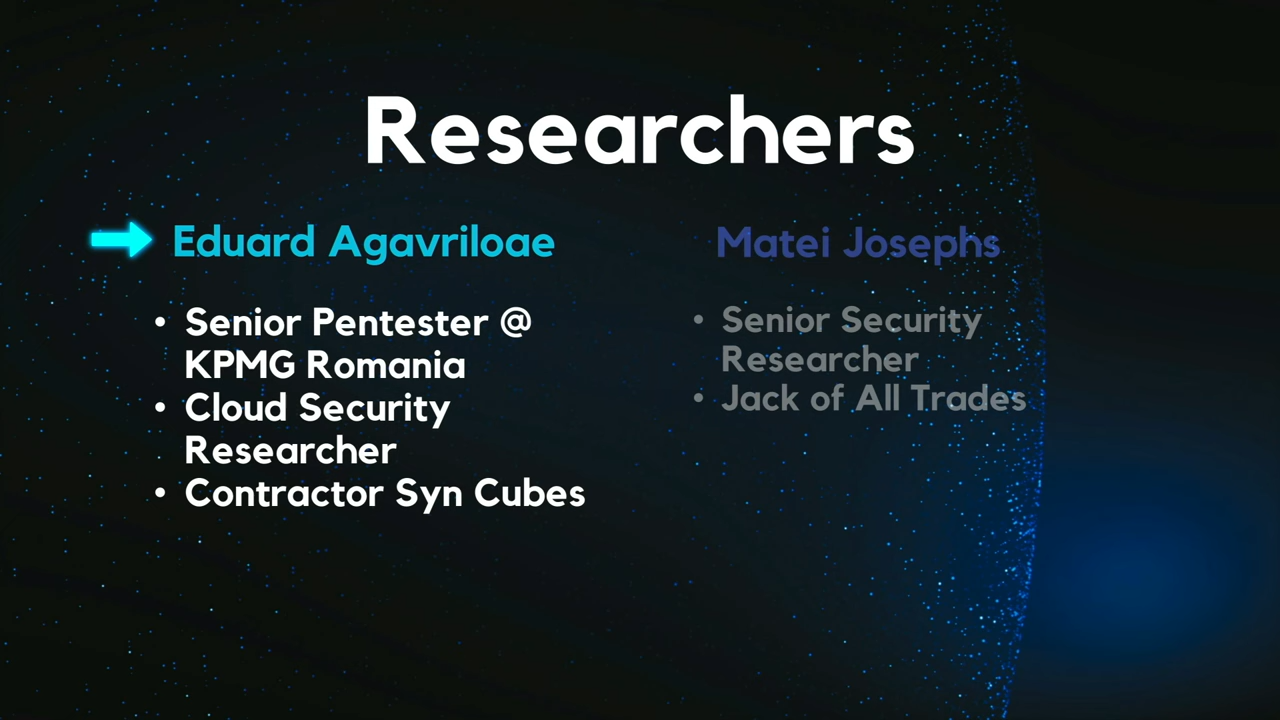 Researchers
Eduard Agavriloae
• Senior Pentester @
KPMG Romania
• Cloud Security
Researcher
• Contractor Syn Cubes
Matei Josephs
• Senior Security
Researcher
• Jack of All Trades